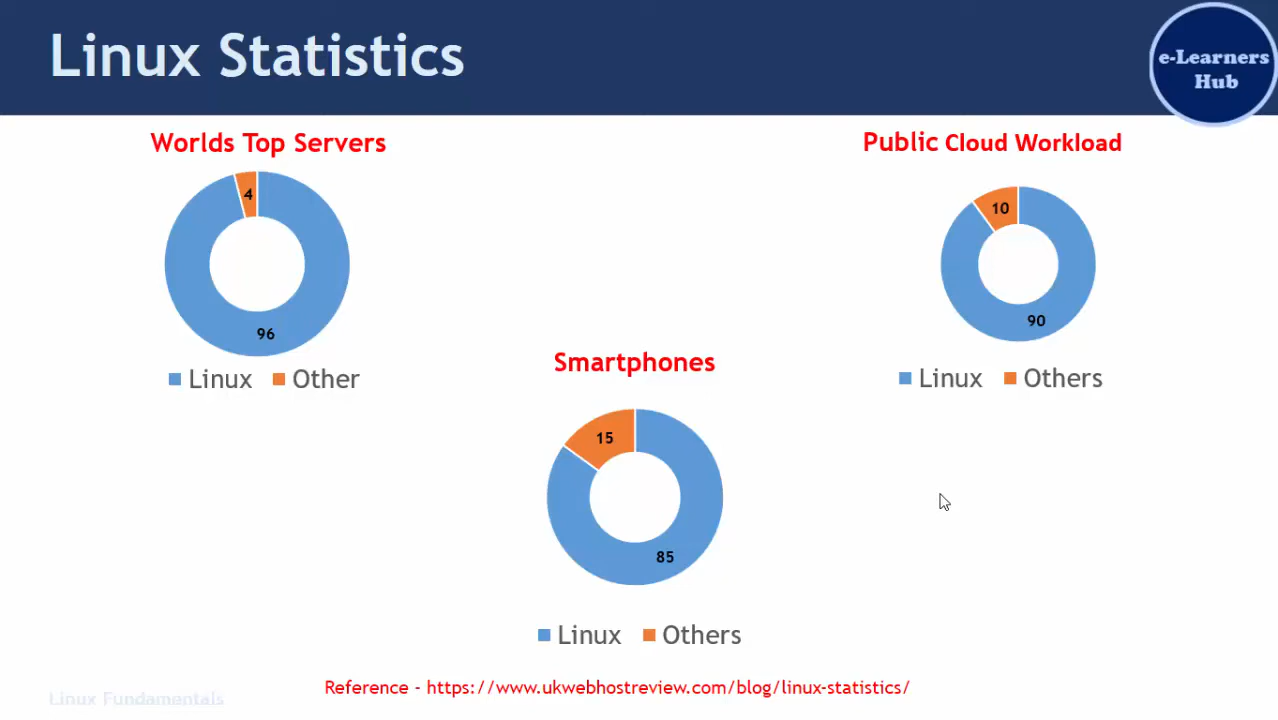 Linux Statistics
e-Learners
Hub
Worlds Top Servers
4
96
Linux Other
Public Cloud Workload
10
90
Linux Others
Smartphones
15
85
Linux Others
Reference - https://www.ukwebhostreview.com/blog/linux-statistics/
Linux Fundamentals